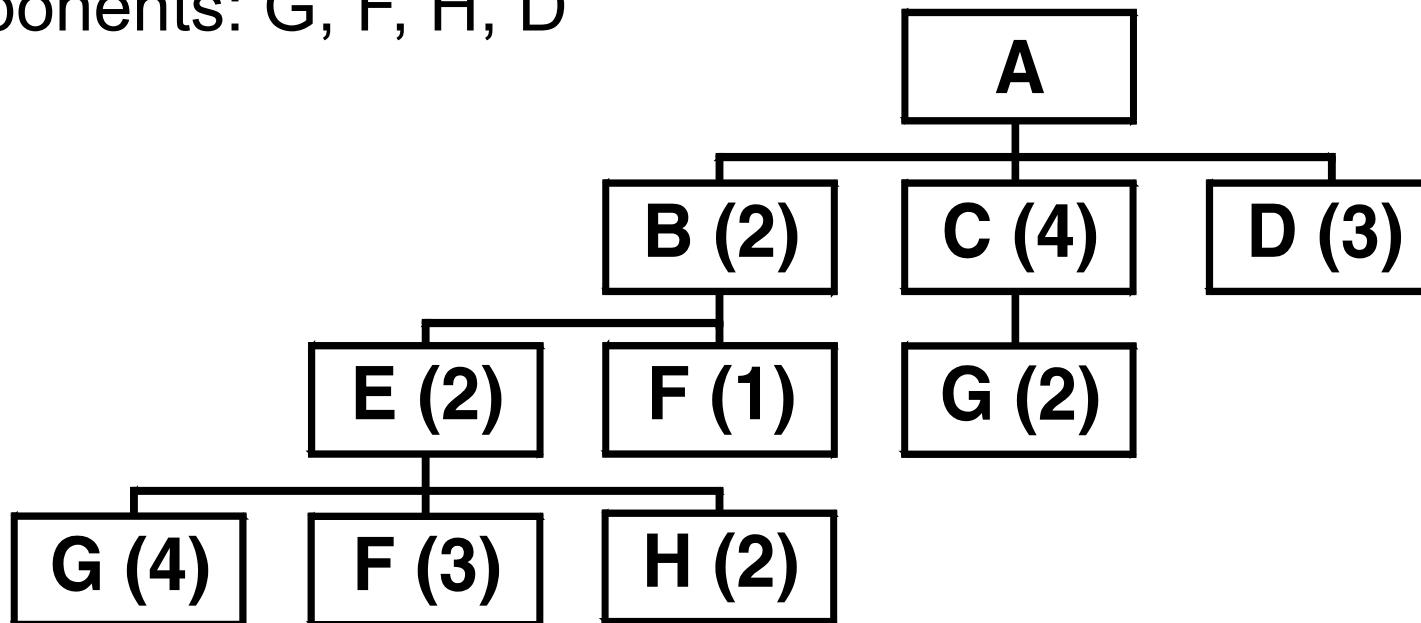 ponents: G, F, H, D
A
B (2) C (4) D (3)
E (2) F (1) G (2)
G (4) F (3) H (2)